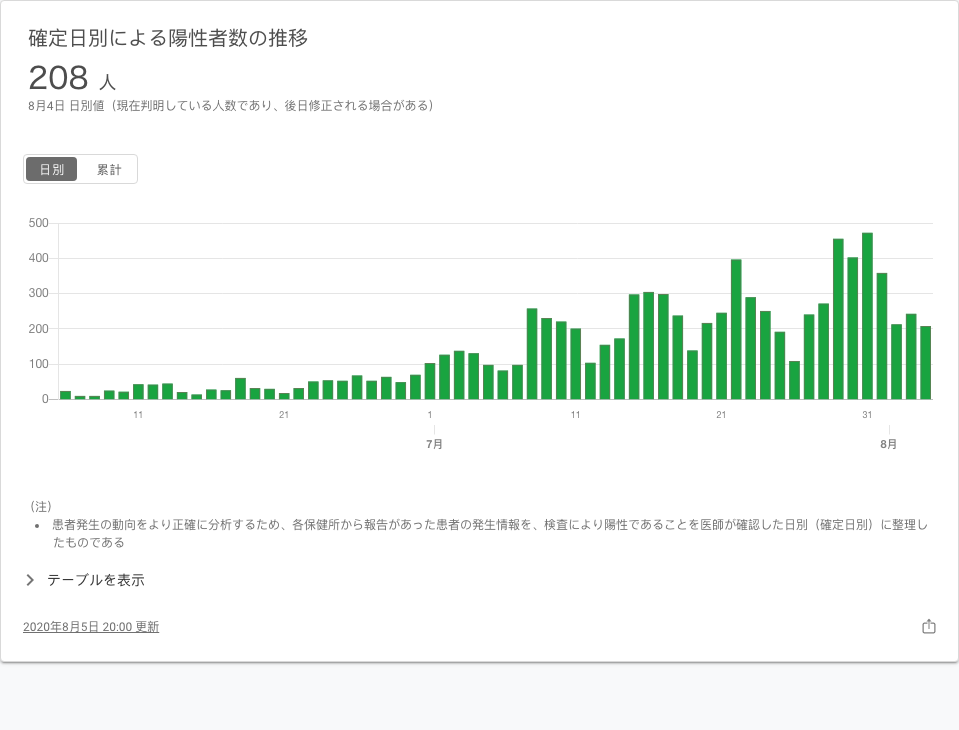 確定日別による陽性者数の推移
208 人
8月4日 日別値（現在判明している人数であり、後日修正される場合がある）
日別 累計
500
400
300
200
100
0
11 21 1 11 21 31
7月 8月
（注）
• 患者発生の動向をより正確に分析するため、各保健所から報告があった患者の発生情報を、検査により陽性であることを医師が確認した日別（確定日別）に整理し
たものである
テーブルを表示
2020年8月5日 20:00 更新